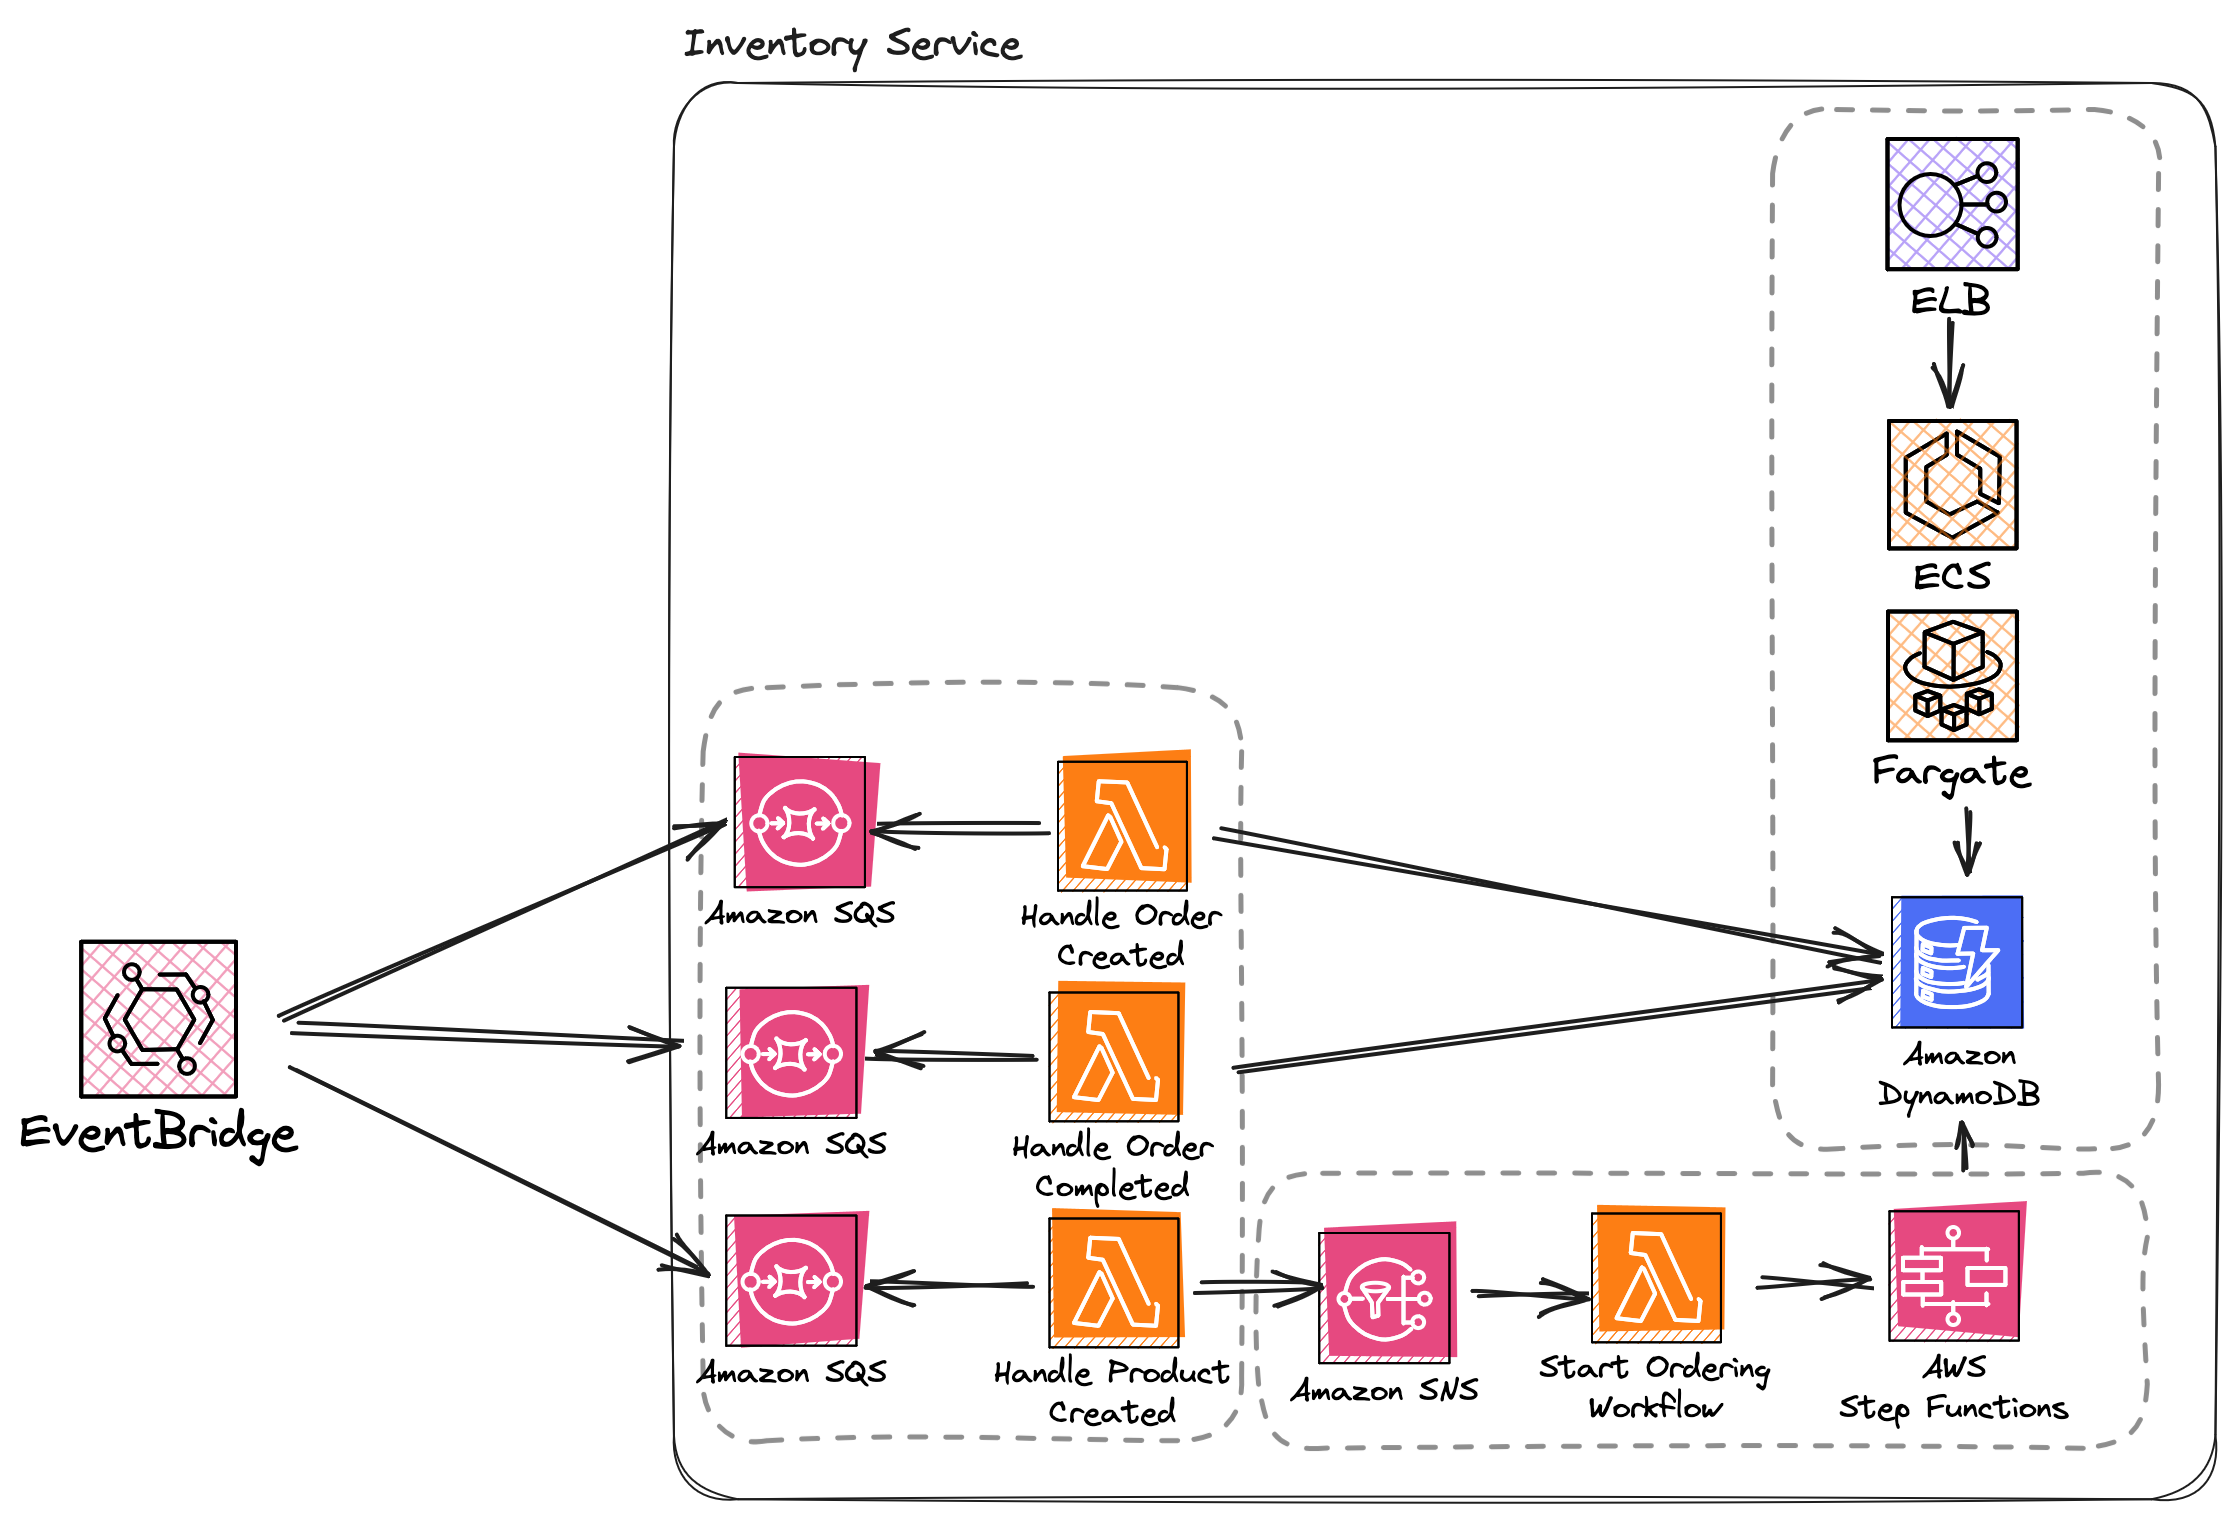 Inventory Service
ELB
ECS
Fargate
Amazon SQS
Handle Order
Created
Amazon
DynamoDB
EventBridge
Amazon SQS
Handle Order
Completed
Amazon SQS
Handle Product
Created
Amazon SNS
Start Ordering
Workflow
AWS
Step Functions